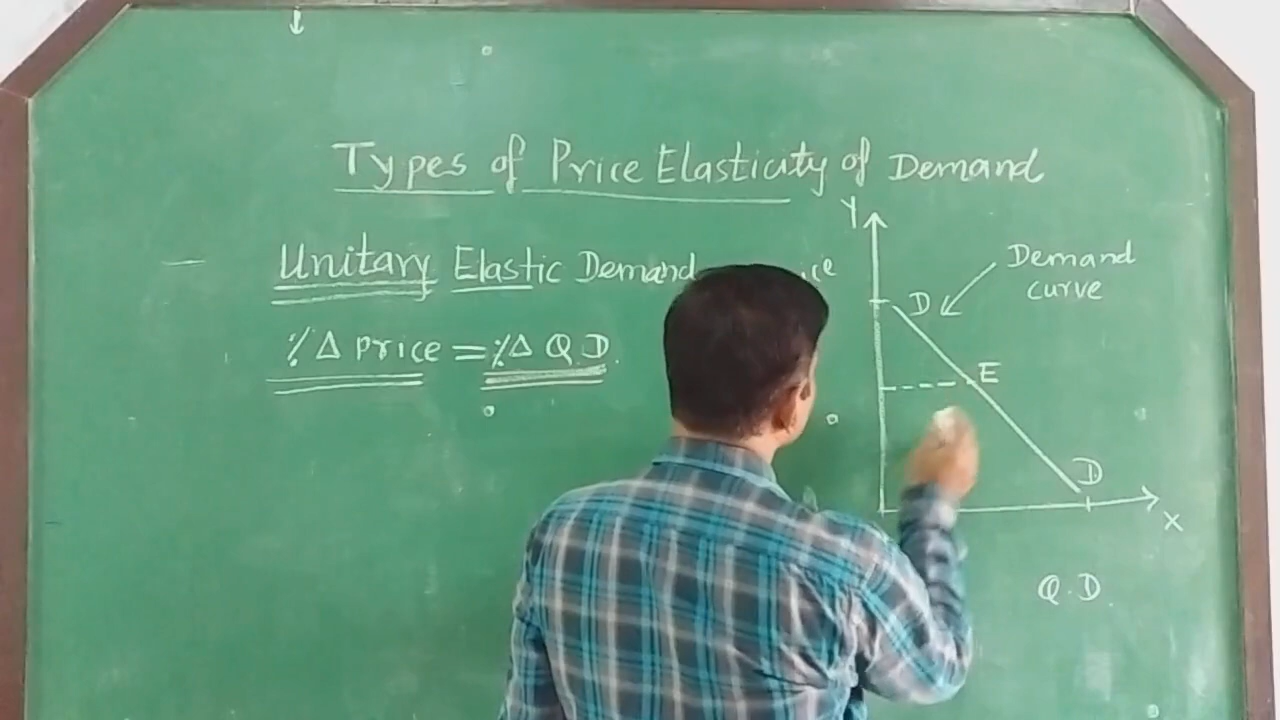 Types of Price Elasticity of Demand
Unitary Elastic Demand
%Δ Price = %Δ Q.D.
Y
D
Demand
curve
E
D
X
Q.D.